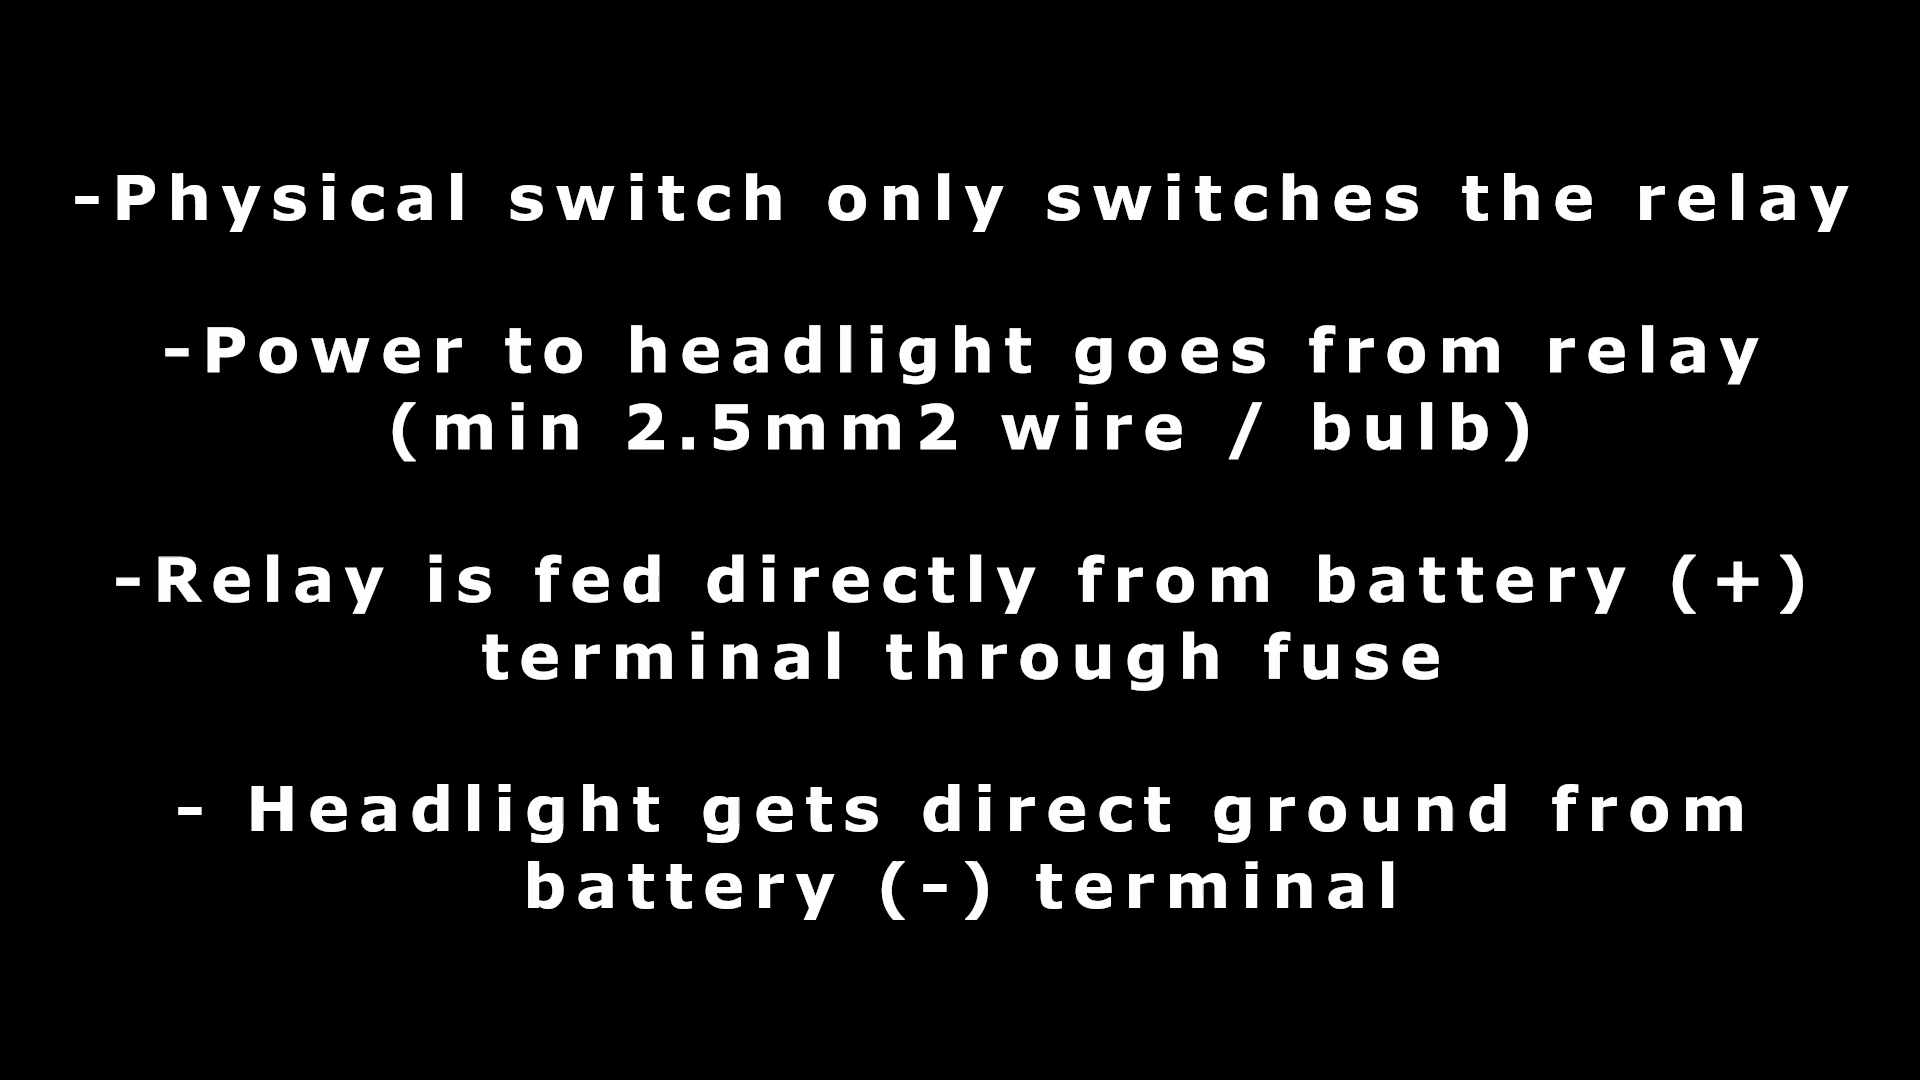 -Physical switch only switches the relay
-Power to headlight goes from relay
(min 2.5mm2 wire / bulb)
-Relay is fed directly from battery (+)
terminal through fuse
- Headlight gets direct ground from
battery (-) terminal